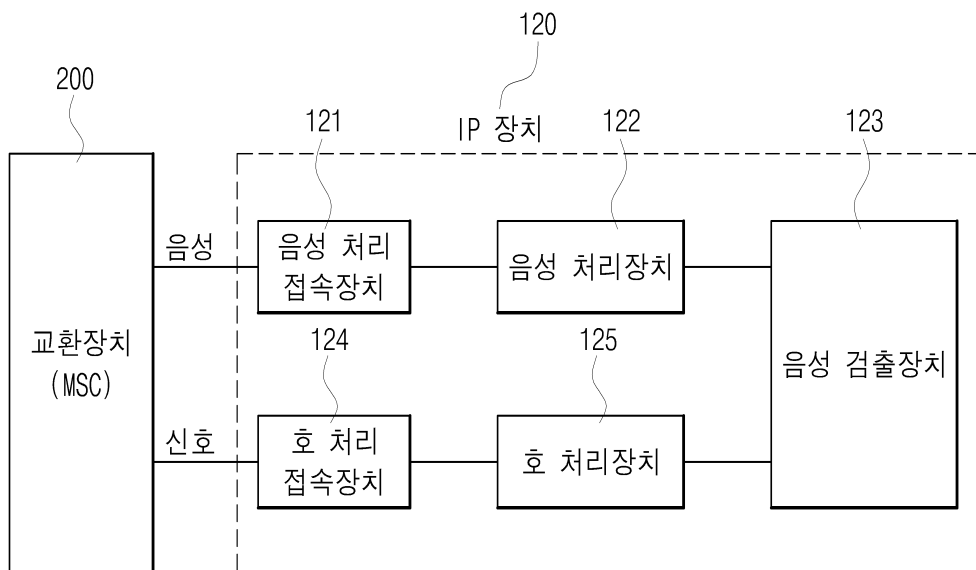 120
200
IP 장치
121
122
123
음성
음성 처리
접속장치
음성 처리장치
교환장치
(MSC)
124
125
음성 검출장치
신호
호 처리
접속장치
호 처리장치